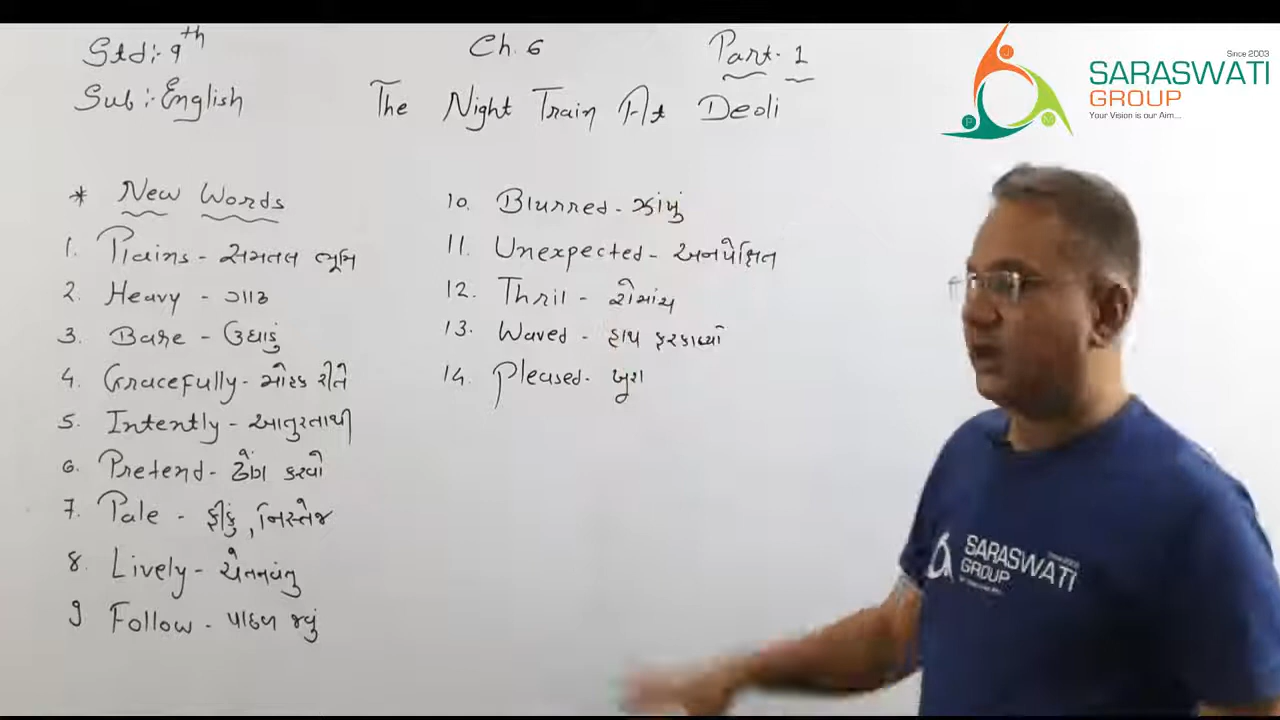 Std:- 9th
Sub:- English
Ch. 6
Part-1
The Night Train At Deoli
* New Words
1. Plains - સમતલ ભૂમિ
2. Heavy - ગાઢ
3. Bare - ઉઘાડું
4. Gracefully - મોહક રીતે
5. Intently - આતુરતાથી
6. Pretend - ઢોંગ કરવો
7. Pale - ફીકું, નિસ્તેજ
8. Lively - ચેતનવંતુ
9 Follow - પાછળ જવું
10. Blurred - ઝાંખું
11. Unexpected - અનપેક્ષિત
12. Thril - રોમાંચ
13. Waved - હાથ ફરકાવ્યો
14. Pleased - ખુશ
Since 2003
SARASWATI
GROUP
Your Vision is our Aim...
SARASWATI
GROUP